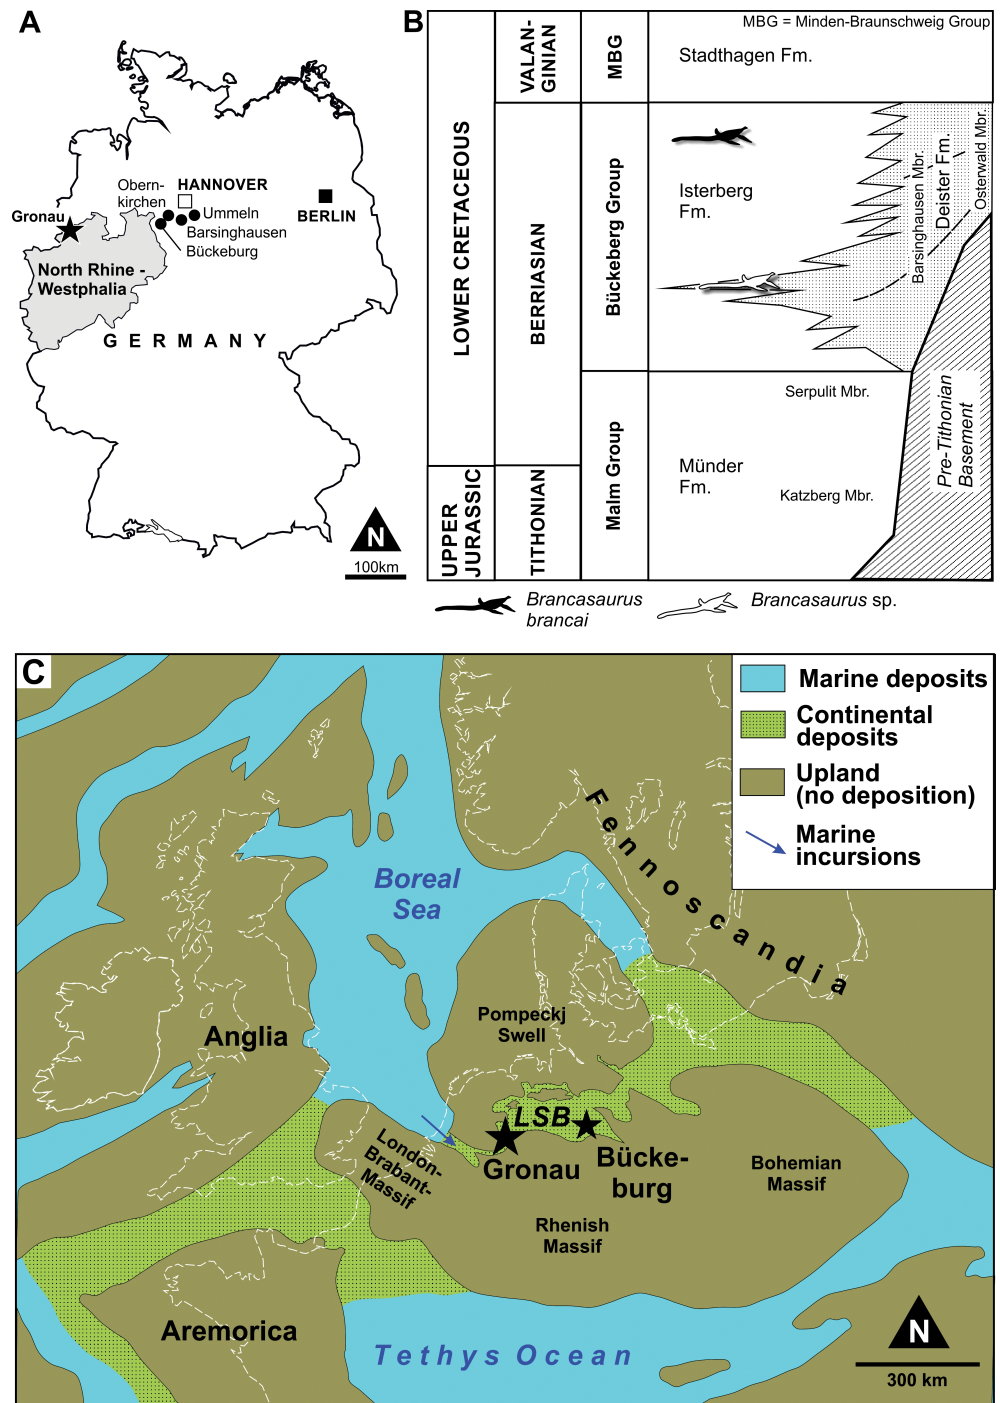 A
Obern-
kirchen
HANNOVER
Gronau
Ummeln
Barsinghausen
Bückeburg
BERLIN
North Rhine -
Westphalia
GERMANY
N
100km
B
MBG = Minden-Braunschweig Group
LOWER CRETACEOUS
UPPER
JURASSIC
VALAN-
GINIAN
BERRIASIAN
TITHONIAN
MBG
Bückeberg Group
Malm Group
Stadthagen Fm.
Isterberg
Fm.
Barsinghausen Mbr.
Deister Fm.
Osterwald Mbr.
Serpulit Mbr.
Münder
Fm.
Katzberg Mbr.
Pre-Tithonian
Basement
Brancasaurus
brancai
Brancasaurus sp.
C
Marine deposits
Continental
deposits
Upland
(no deposition)
Marine
incursions
Fennoscandia
Boreal
Sea
Pompeckj
Swell
Anglia
LSB
London-
Brabant-
Massif
Gronau
Bücke-
burg
Bohemian
Massif
Rhenish
Massif
Aremorica
Tethys Ocean
N
300 km